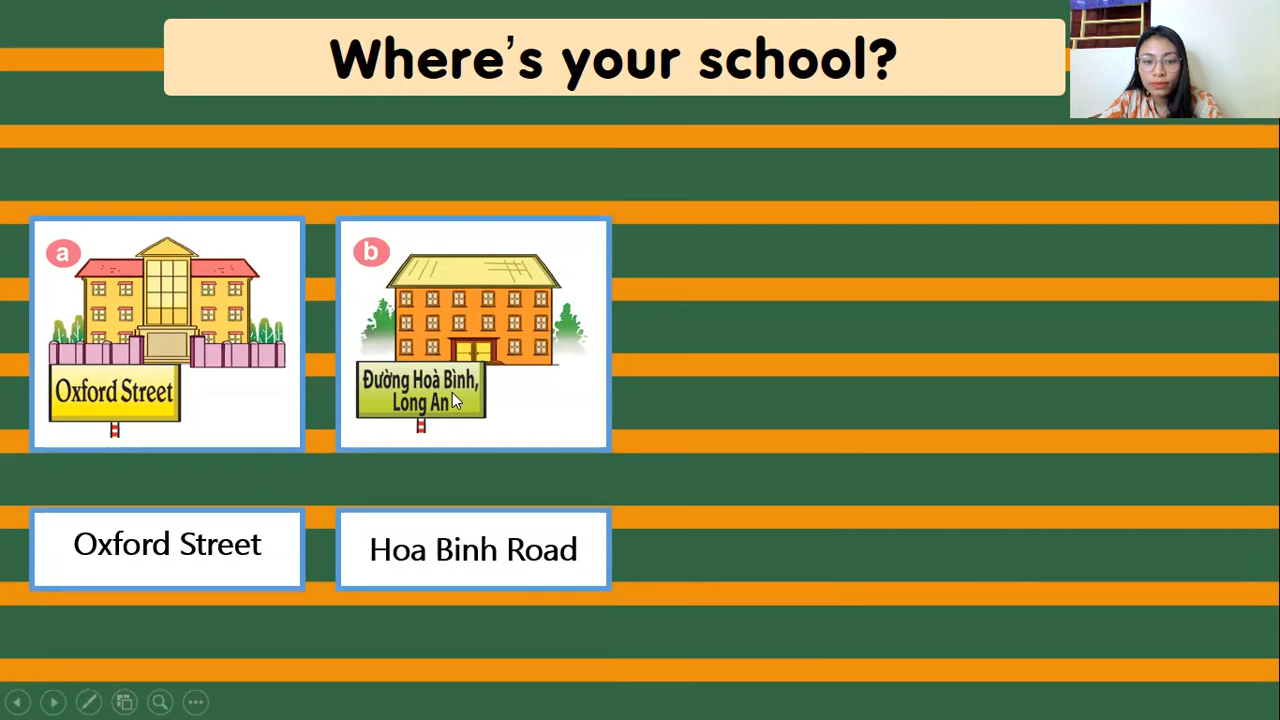 Where's your school?
a
b
Oxford Street
Đường Hoà Bình,
Long An
Oxford Street
Hoa Binh Road